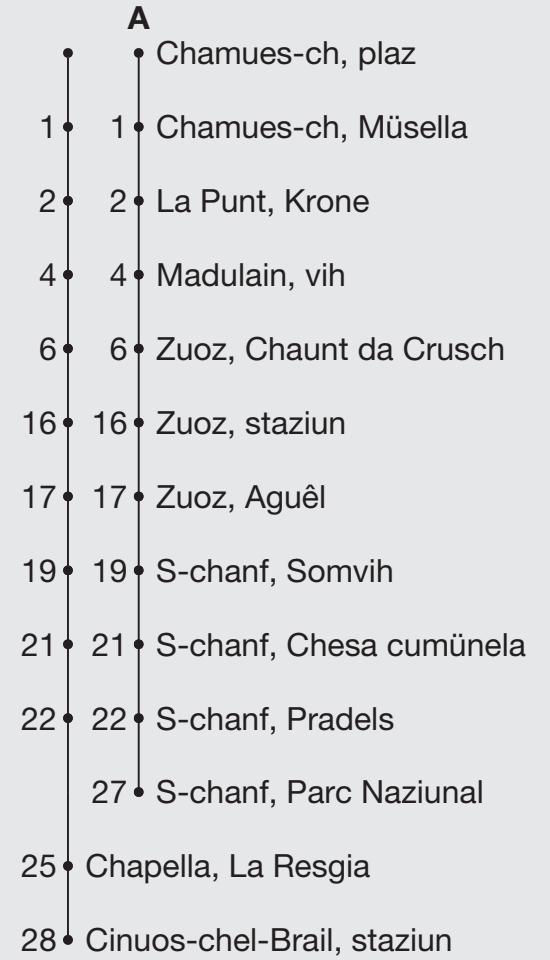 A
Chamues-ch, plaz
1 1 Chamues-ch, Müsella
2 2 La Punt, Krone
4 4 Madulain, vih
6 6 Zuoz, Chaunt da Crusch
16 16 Zuoz, staziun
17 17 Zuoz, Aguêl
19 19 S-chanf, Somvih
21 21 S-chanf, Chesa cumünela
22 22 S-chanf, Pradels
27 S-chanf, Parc Naziunal
25 Chapella, La Resgia
28 Cinuos-chel-Brail, staziun